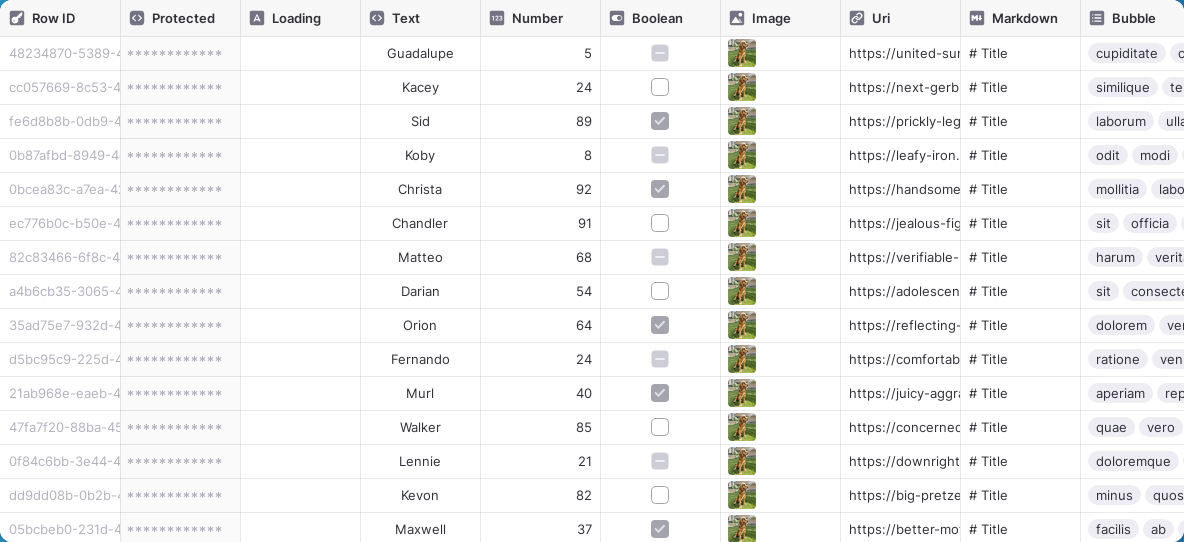 Row ID Protected Loading Text Number Boolean Image Uri Markdown Bubble
48234870-5389-4 ************ Guadalupe 5 https://united-sur # Title cupiditate
cc057669-8c53-4 ************ Kacey 24 https://next-gerb # Title similique te
fe6d8b8b-0db9-4 ************ Sid 89 https://prickly-leg # Title laborum ulla
0b87afbd-8949-4 ************ Koby 8 https://leafy-iron. # Title odit modi
0bcea83c-a7ea-42 ************ Christa 92 https://handsome # Title mollitia labo
ec776b0c-b50e-4 ************ Chandler 91 https://jealous-fig # Title sit officia
82c83466-6f8c-4 ************ Matteo 68 https://verifiable- # Title harum verit
a4b6cb35-3065-4 ************ Darian 54 https://adolescen # Title sit consecte
35ad75e7-932d-4 ************ Orion 64 https://reflecting- # Title dolorem ver
d5bc95c9-225d-4 ************ Fernando 24 https://comfortab # Title ratione ven
21ab968e-eaeb-4 ************ Murl 40 https://juicy-aggra # Title aperiam rep
47fa7f20-88ba-45 ************ Walker 85 https://concerned # Title quae vero
0f84c6bb-3e44-4 ************ Lennie 21 https://downright # Title doloremque
dd9dd08b-0b2b-4 ************ Kevon 82 https://big-pretze # Title minus quos
05bcbeb0-231d-4 ************ Maxwell 37 https://better-mo # Title facilis ab